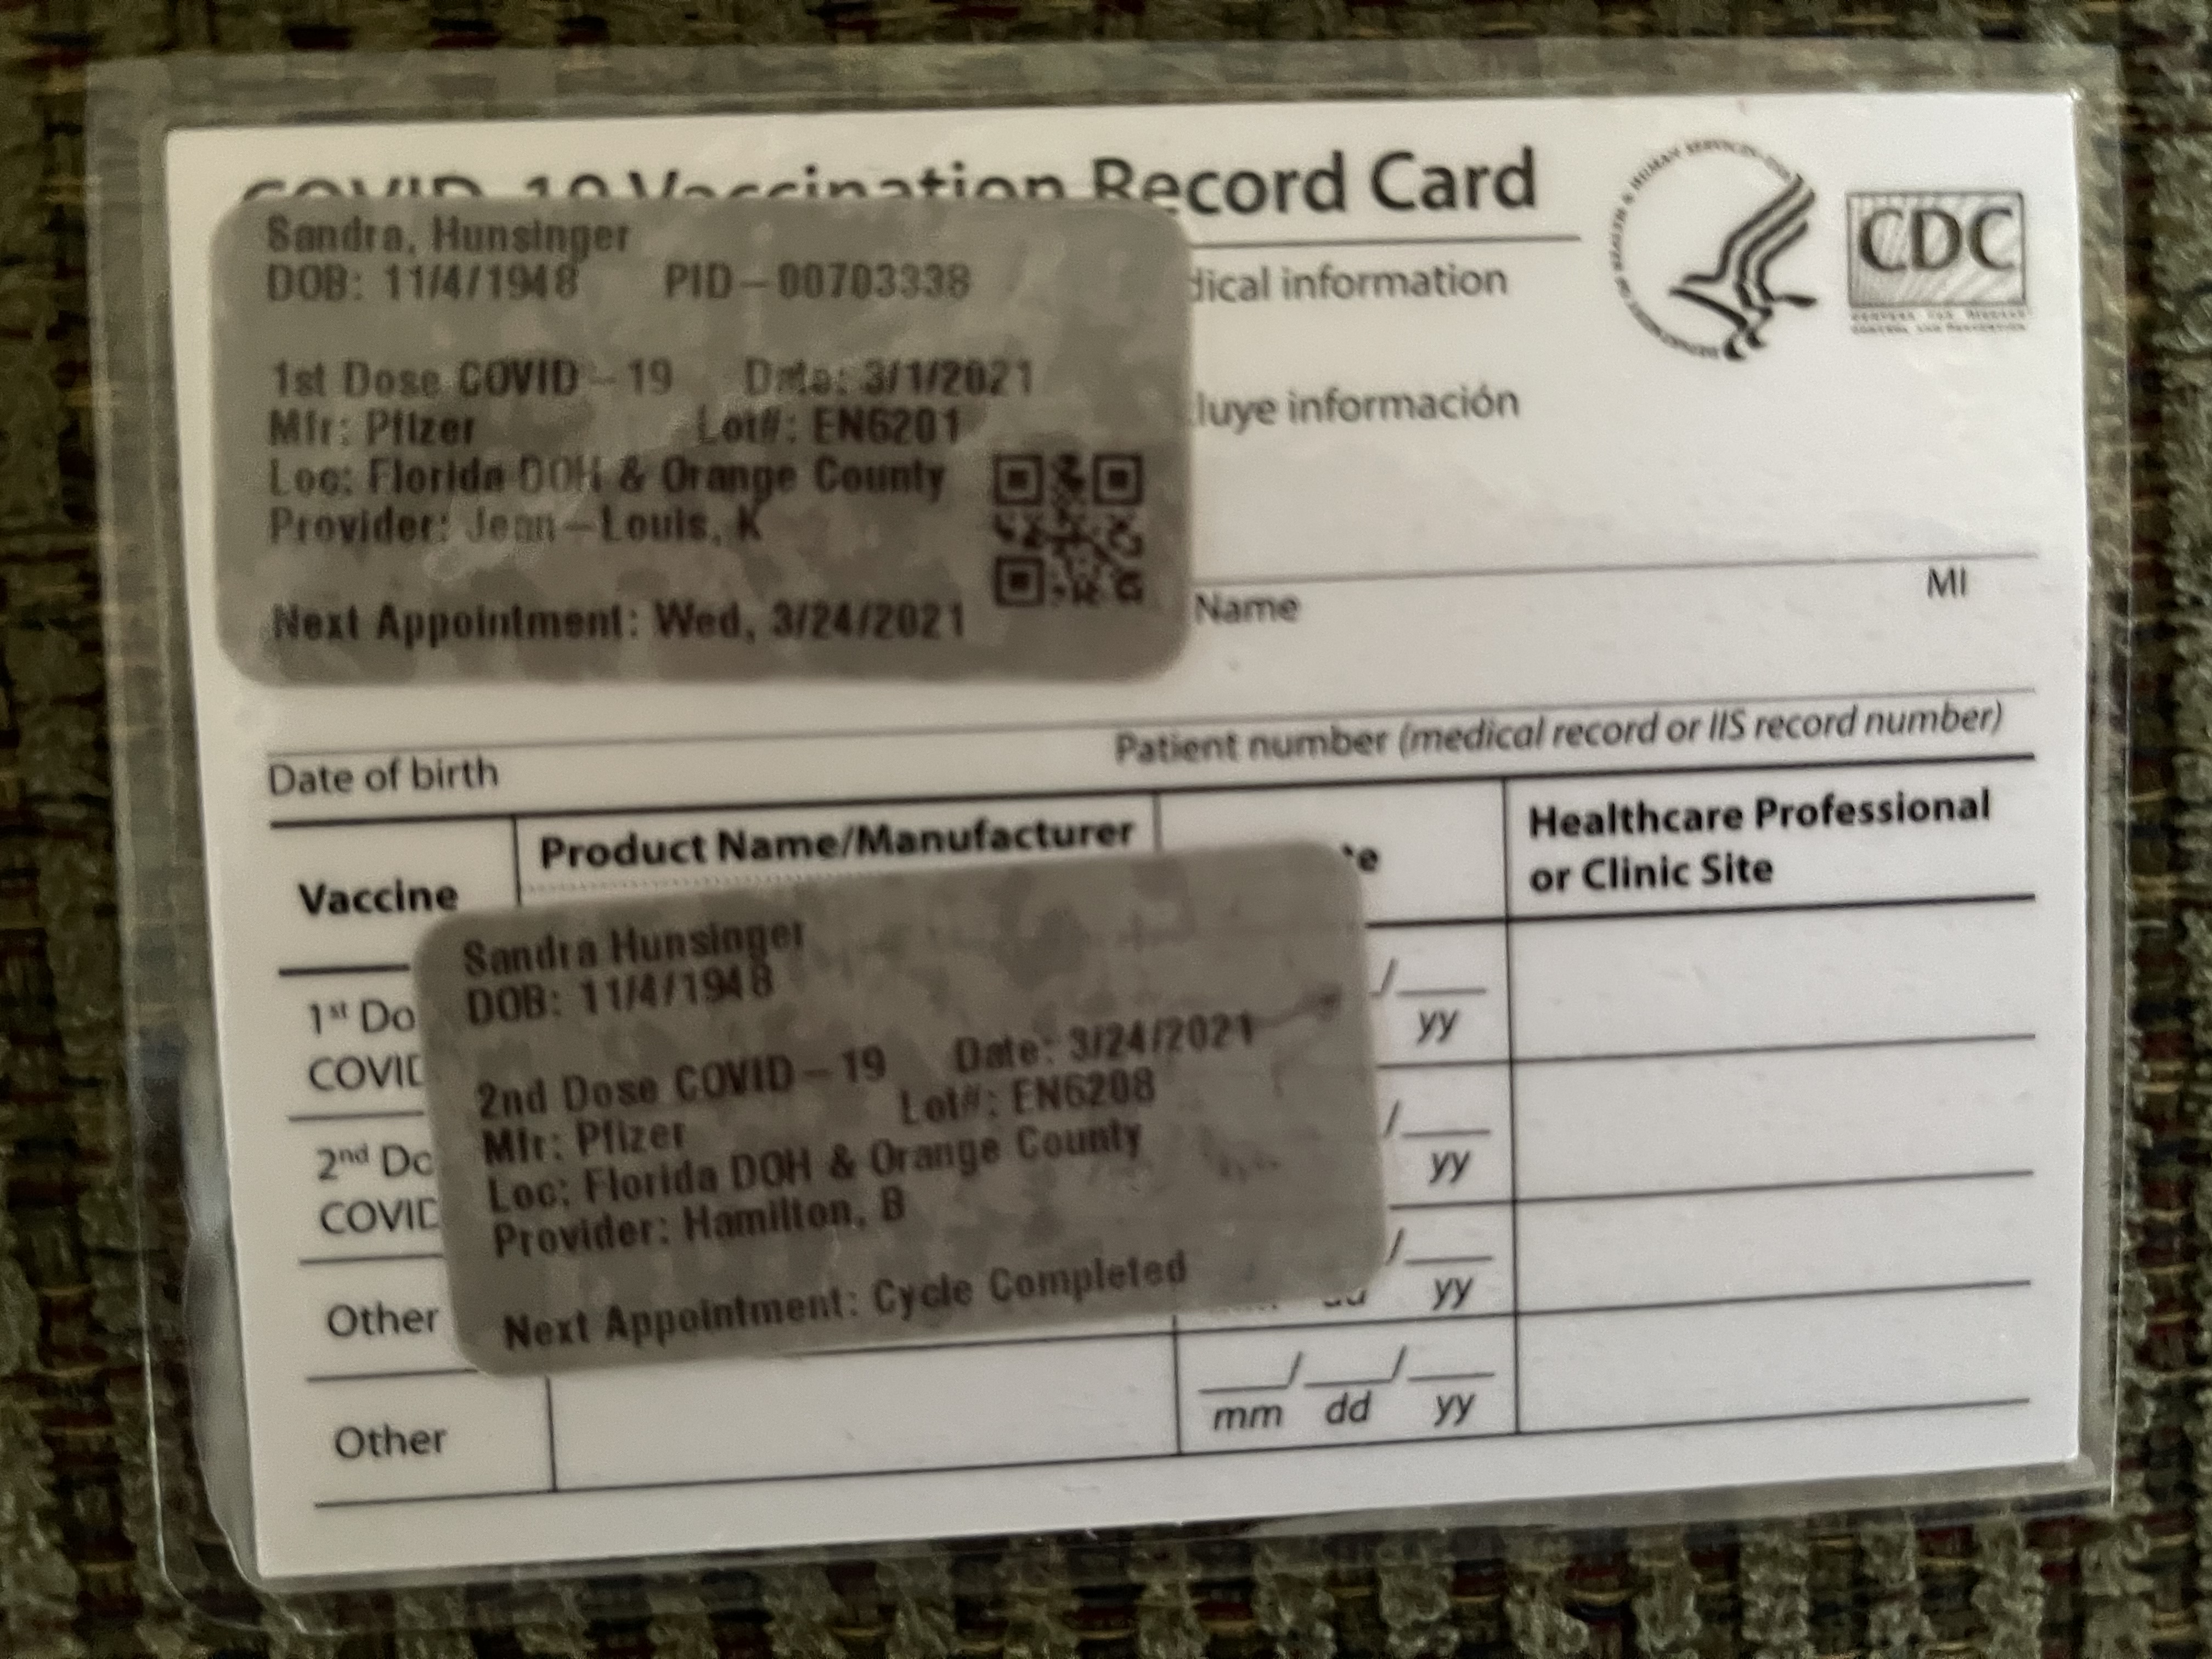 COVID-19 Vaccination Record Card
dical information
luye información
CDC
Sandra, Hunsinger
DOB: 11/4/1948 PID-00703338
1st Dose COVID-19 Date: 3/1/2021
Mfr: Pfizer Lot#: EN6201
Loc: Florida DOH & Orange County
Provider: Jean-Louis, K
Next Appointment: Wed, 3/24/2021
Name MI
Date of birth Patient number (medical record or IIS record number)
Vaccine Product Name/Manufacturer te Healthcare Professional
or Clinic Site
1st Do
COVID
2nd Do
COVID
Sandra Hunsinger
DOB: 11/4/1948
2nd Dose COVID-19 Date: 3/24/2021
Mfr: Pfizer Lot#: EN6208
Loc: Florida DOH & Orange County
Provider: Hamilton, B
Next Appointment: Cycle Completed
yy
yy
Other yy
Other mm dd yy